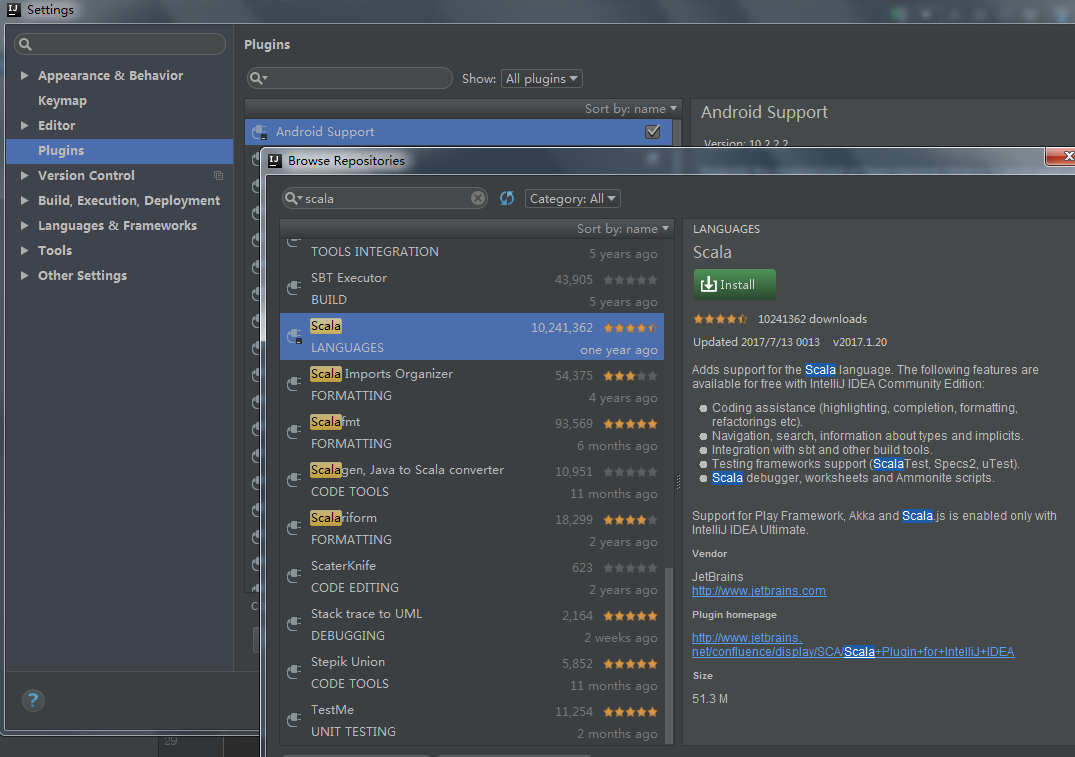 Settings
Appearance & Behavior
Keymap
Editor
Plugins
Version Control
Build, Execution, Deployment
Languages & Frameworks
Tools
Other Settings
?
Plugins
Show: All plugins
Sort by: name
Android Support
Android Support
Version: 10.2.2.2
Browse Repositories
scala
Category: All
Sort by: name
TOOLS INTEGRATION 5 years ago
SBT Executor 43,905
BUILD 5 years ago
Scala 10,241,362
LANGUAGES one year ago
Scala Imports Organizer 54,375
FORMATTING 4 years ago
Scalafmt 93,569
FORMATTING 6 months ago
Scalagen, Java to Scala converter 10,951
CODE TOOLS 11 months ago
Scalariform 18,299
FORMATTING 2 years ago
ScaterKnife 623
CODE EDITING 2 years ago
Stack trace to UML 2,164
DEBUGGING 2 weeks ago
Stepik Union 5,852
CODE TOOLS 11 months ago
TestMe 11,254
UNIT TESTING 2 months ago
LANGUAGES
Scala
Install
10241362 downloads
Updated 2017/7/13 0013 v2017.1.20
Adds support for the Scala language. The following features are
available for free with IntelliJ IDEA Community Edition:
Coding assistance (highlighting, completion, formatting,
refactorings etc).
Navigation, search, information about types and implicits.
Integration with sbt and other build tools.
Testing frameworks support (ScalaTest, Specs2, uTest).
Scala debugger, worksheets and Ammonite scripts.
Support for Play Framework, Akka and Scala.js is enabled only with
IntelliJ IDEA Ultimate.
Vendor
JetBrains
http://www.jetbrains.com
Plugin homepage
http://www.jetbrains.
net/confluence/display/SCA/Scala+Plugin+for+IntelliJ+IDEA
Size
51.3 M
29